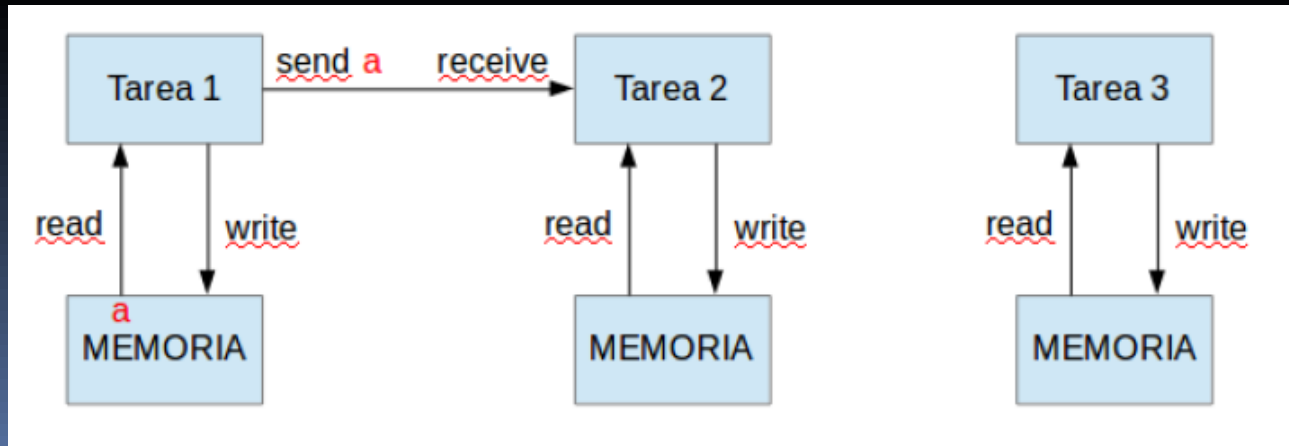 Tarea 1
send a receive
Tarea 2
Tarea 3
read
write
read
write
read
write
a
MEMORIA
MEMORIA
MEMORIA